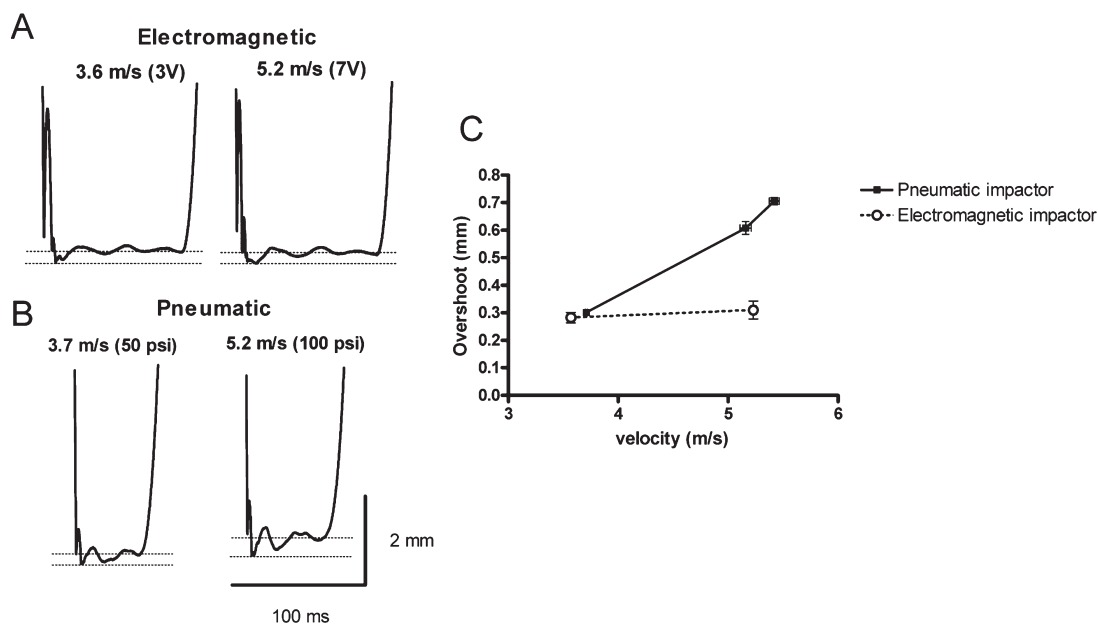 A
Electromagnetic
3.6 m/s (3V)
5.2 m/s (7V)
B
Pneumatic
3.7 m/s (50 psi)
5.2 m/s (100 psi)
2 mm
100 ms
C
Overshoot (mm)
0.8
0.7
0.6
0.5
0.4
0.3
0.2
0.1
0.0
3 4 5 6
velocity (m/s)
Pneumatic impactor
Electromagnetic impactor